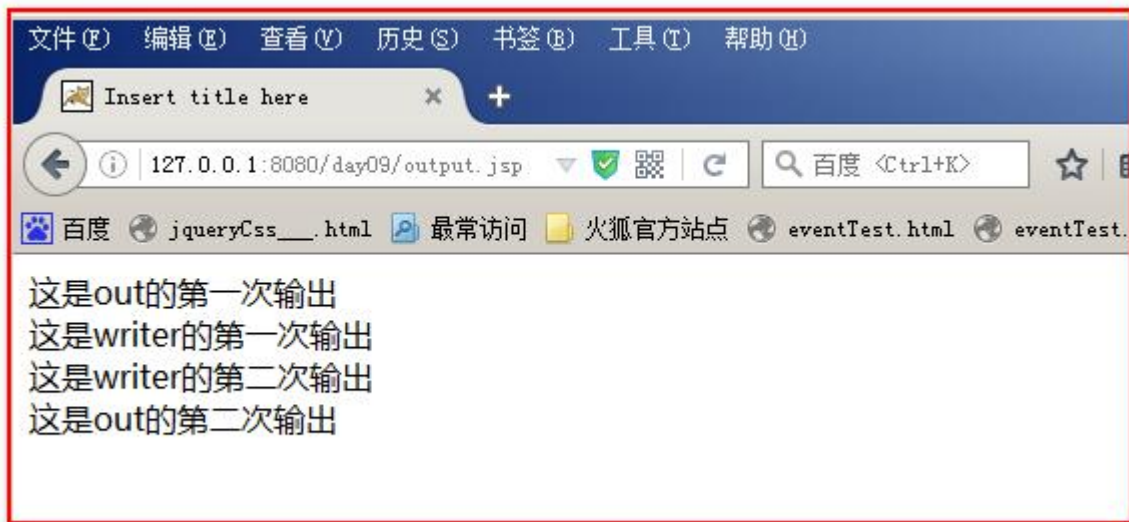 文件(F) 编辑(E) 查看(V) 历史(S) 书签(B) 工具(T) 帮助(H)
Insert title here
127.0.0.1:8080/day09/output.jsp 百度 <Ctrl+K>
百度 jqueryCss___.html 最常访问 火狐官方站点 eventTest.html eventTest.
这是out的第一次输出
这是writer的第一次输出
这是writer的第二次输出
这是out的第二次输出